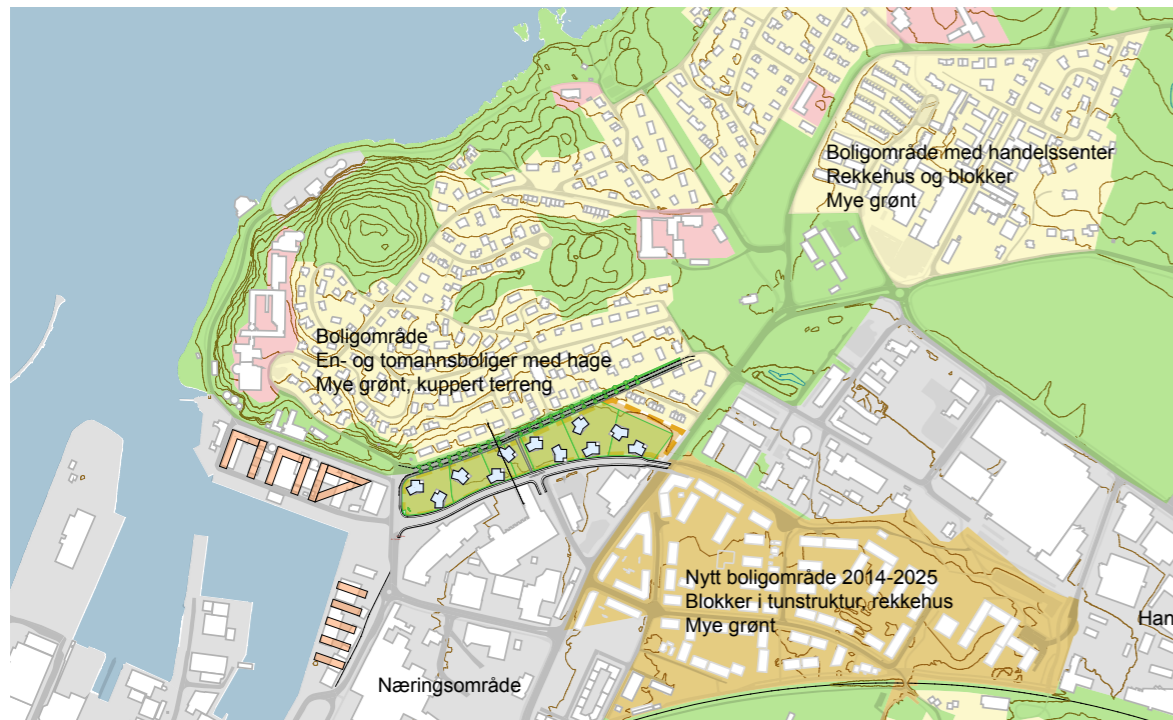 Boligområde med handelssenter
Rekkehus og blokker
Mye grønt
Boligområde
En- og tomannsboliger med hage
Mye grønt, kuppert terreng
Nytt boligområde 2014-2025
Blokker i tunstruktur, rekkehus
Mye grønt
Han
Næringsområde